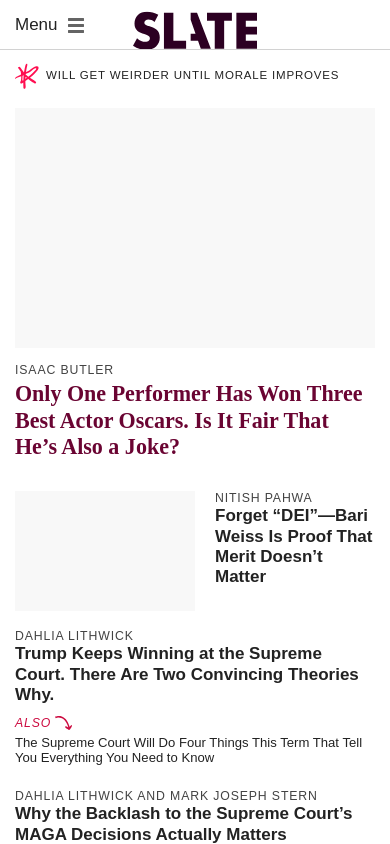 Menu
SLATE
WILL GET WEIRDER UNTIL MORALE IMPROVES
ISAAC BUTLER
Only One Performer Has Won Three
Best Actor Oscars. Is It Fair That
He’s Also a Joke?
NITISH PAHWA
Forget “DEI”—Bari
Weiss Is Proof That
Merit Doesn’t
Matter
DAHLIA LITHWICK
Trump Keeps Winning at the Supreme
Court. There Are Two Convincing Theories
Why.
ALSO
The Supreme Court Will Do Four Things This Term That Tell
You Everything You Need to Know
DAHLIA LITHWICK AND MARK JOSEPH STERN
Why the Backlash to the Supreme Court’s
MAGA Decisions Actually Matters